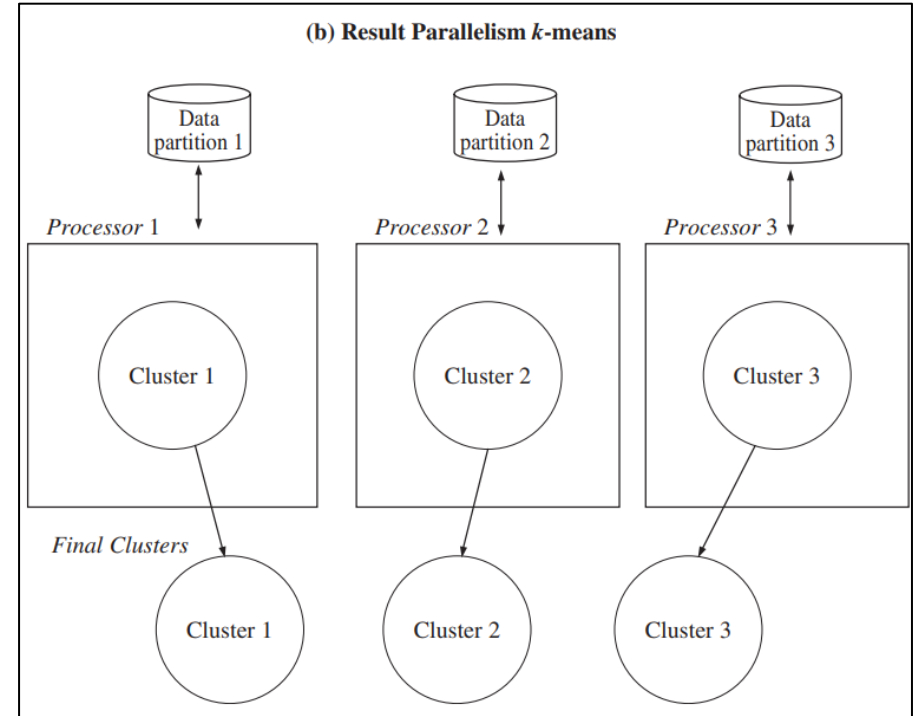 (b) Result Parallelism k-means
Data
partition 1
Data
partition 2
Data
partition 3
Processor 1
Processor 2
Processor 3
Cluster 1
Cluster 2
Cluster 3
Final Clusters
Cluster 1
Cluster 2
Cluster 3